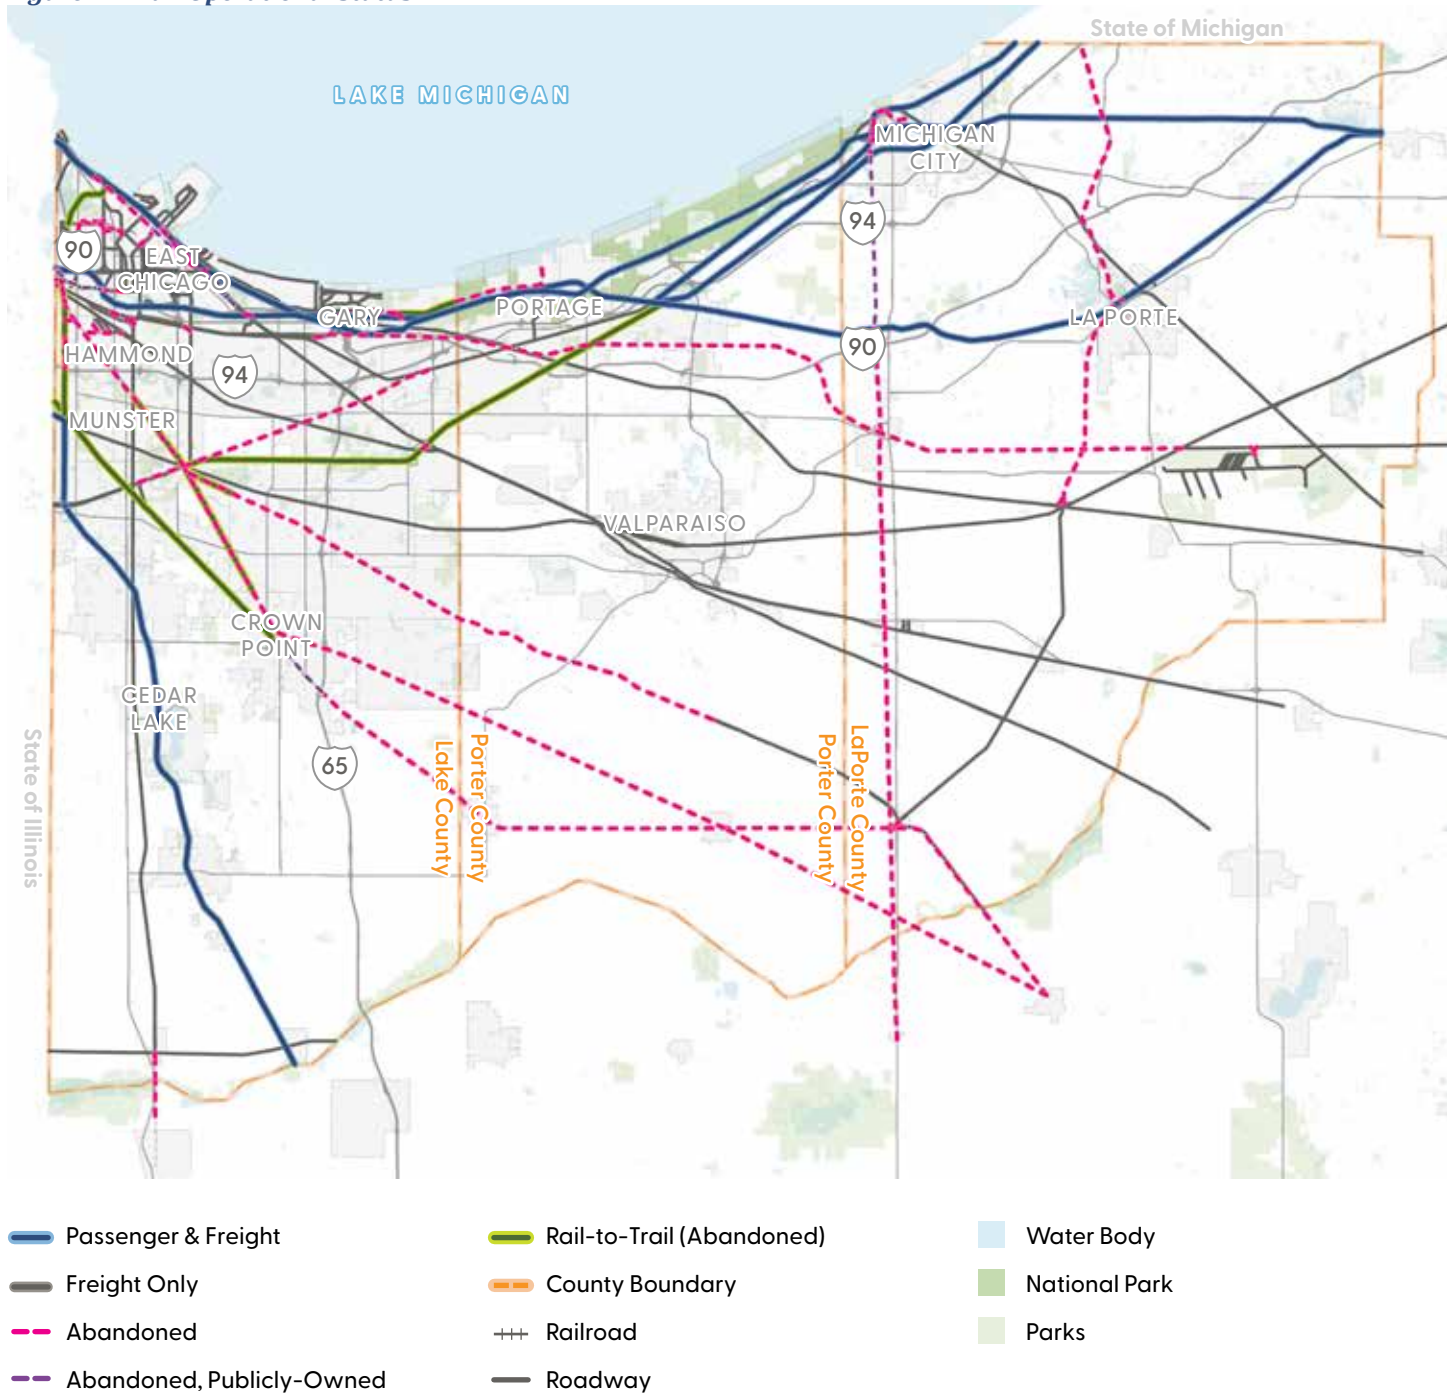 State of Michigan
LAKE MICHIGAN
MICHIGAN
CITY
94
90
EAST
CHICAGO
GARY
PORTAGE
LA PORTE
HAMMOND
94
90
MUNSTER
VALPARAISO
CROWN
POINT
CEDAR
LAKE
State of Illinois
65
Lake County
Porter County
Porter County
LaPorte County
Passenger & Freight
Freight Only
Abandoned
Abandoned, Publicly-Owned
Rail-to-Trail (Abandoned)
County Boundary
Railroad
Roadway
Water Body
National Park
Parks